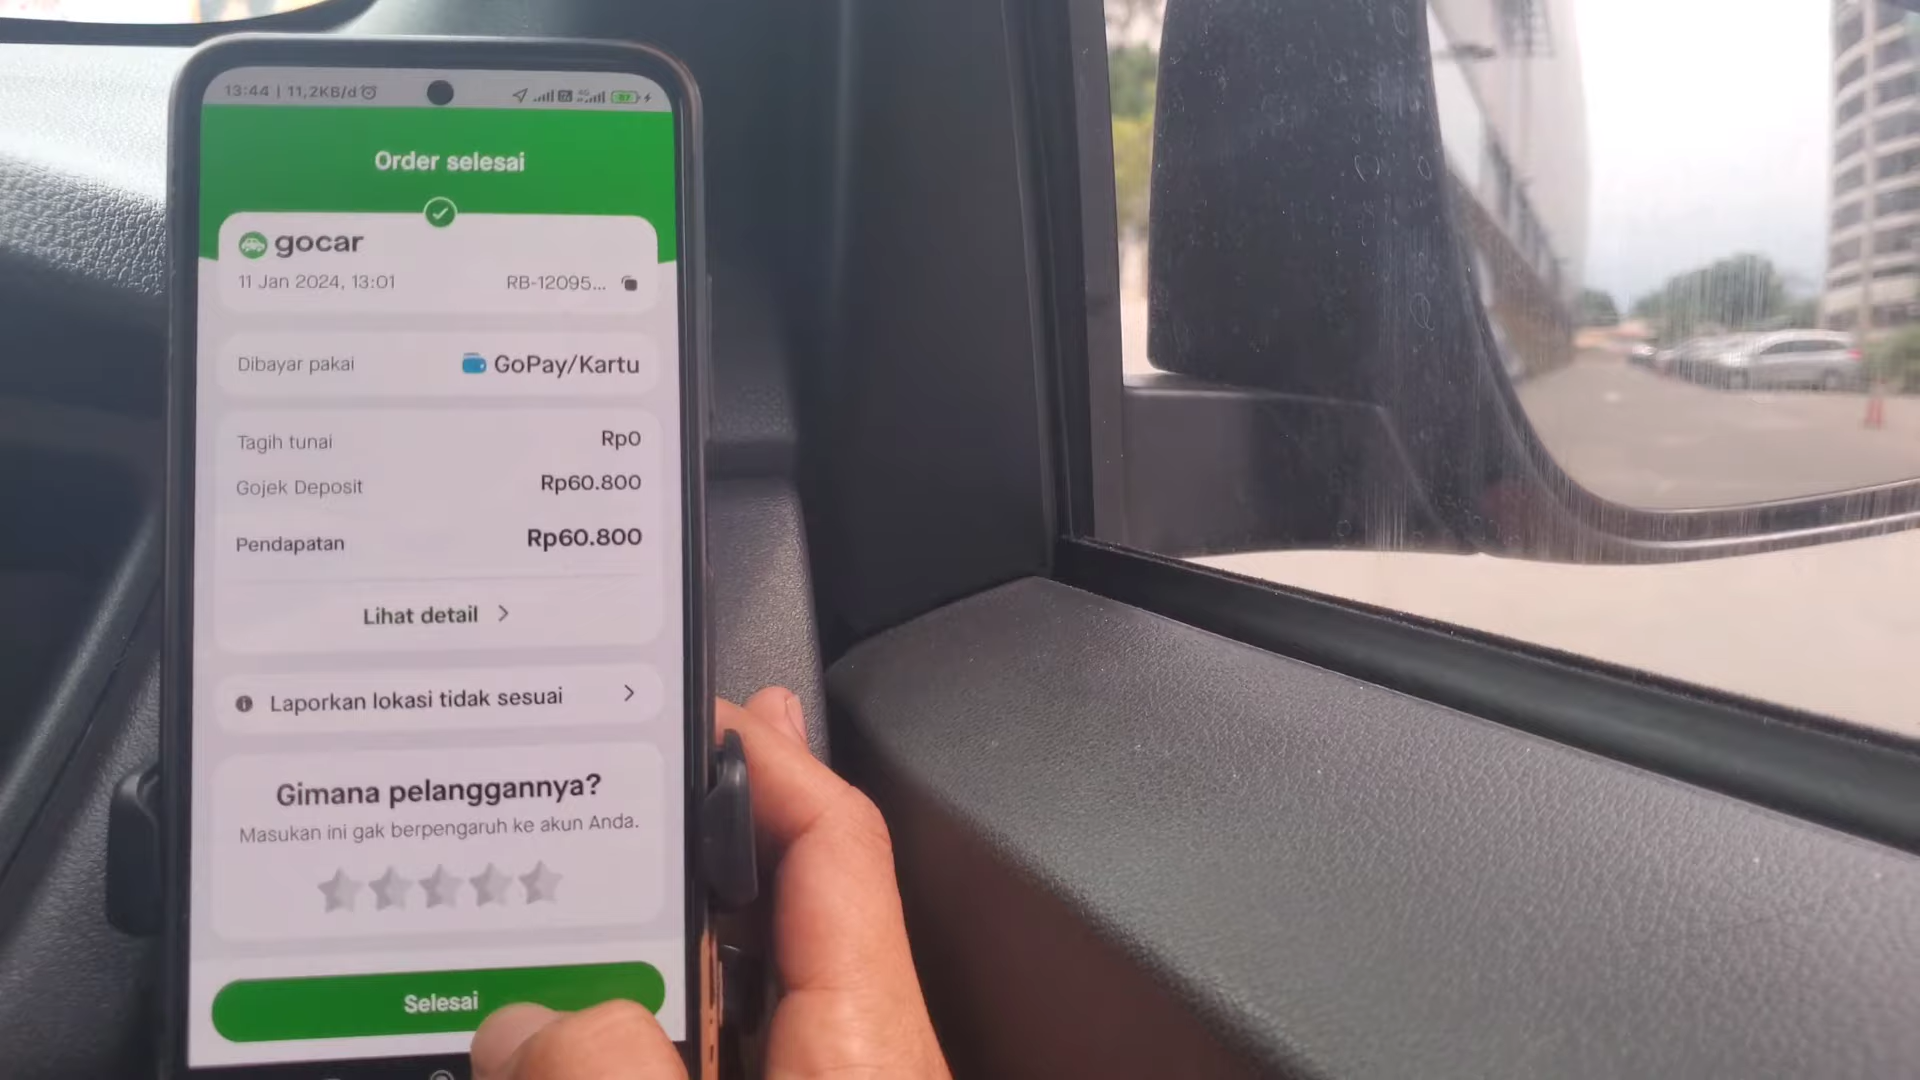 13:44 | 11,2KB/d
Order selesai
gocar
11 Jan 2024, 13:01 RB-12095...
Dibayar pakai GoPay/Kartu
Tagih tunai Rp0
Gojek Deposit Rp60.800
Pendapatan Rp60.800
Lihat detail
Laporkan lokasi tidak sesuai
Gimana pelanggannya?
Masukan ini gak berpengaruh ke akun Anda.
Selesai